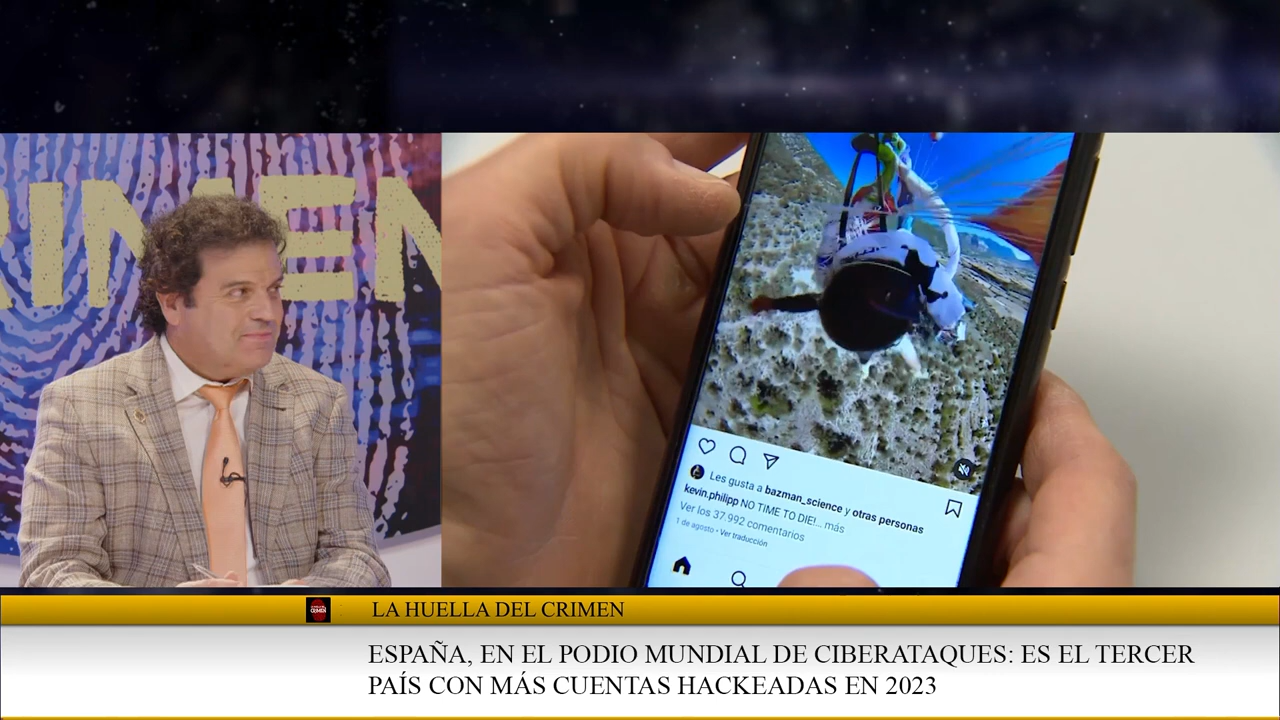 RIMEN
Les gusta a bazman_science y otras personas
kevin.philipp NO TiME TO DIE!... más
Ver los 37.992 comentarios
1 de agosto • Ver traducción
CRIMEN
LA HUELLA DEL CRIMEN
ESPAÑA, EN EL PODIO MUNDIAL DE CIBERATAQUES: ES EL TERCER
PAÍS CON MÁS CUENTAS HACKEADAS EN 2023